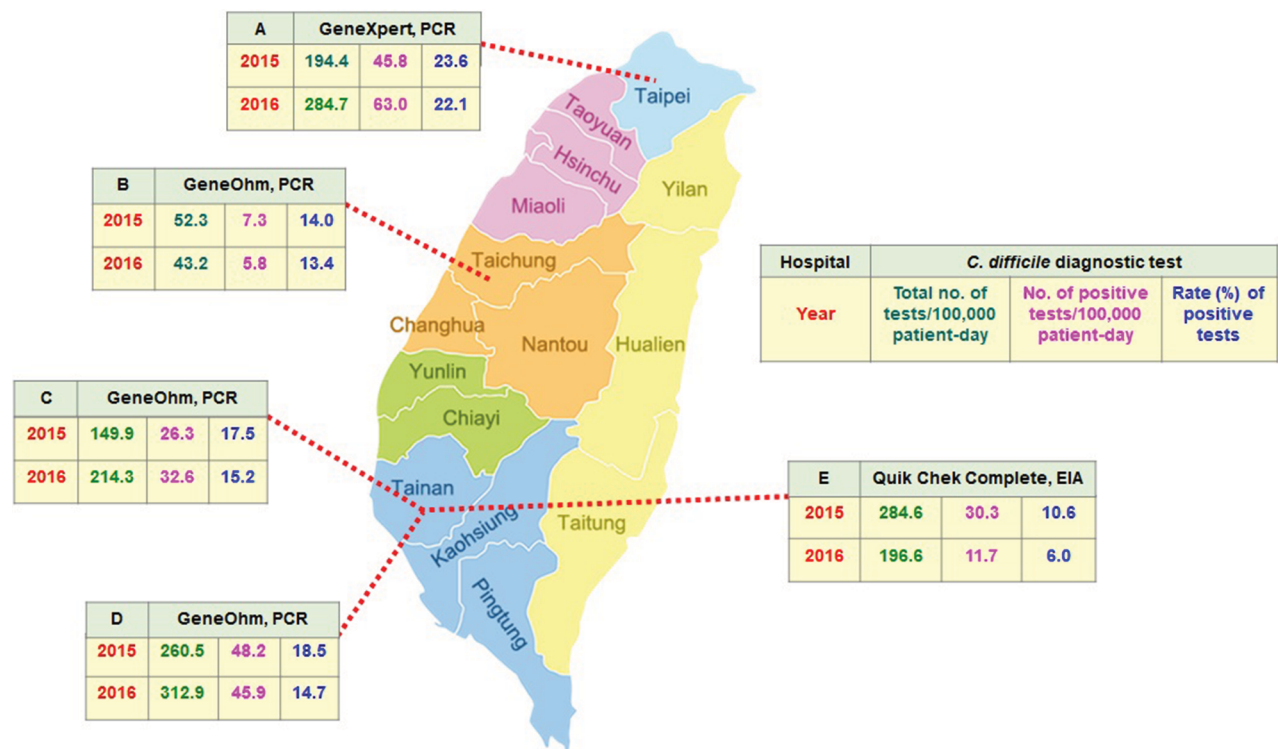 A GeneXpert, PCR
2015 194.4 45.8 23.6
2016 284.7 63.0 22.1
B GeneOhm, PCR
2015 52.3 7.3 14.0
2016 43.2 5.8 13.4
C GeneOhm, PCR
2015 149.9 26.3 17.5
2016 214.3 32.6 15.2
D GeneOhm, PCR
2015 260.5 48.2 18.5
2016 312.9 45.9 14.7
Taipei
Taoyuan
Hsinchu
Yilan
Miaoli
Taichung
Changhua
Nantou
Hualien
Yunlin
Chiayi
Tainan
Kaohsiung
Taitung
Pingtung
Hospital C. difficile diagnostic test
Year
Total no. of
tests/100,000
patient-day
No. of positive
tests/100,000
patient-day
Rate (%) of
positive
tests
E Quik Chek Complete, EIA
2015 284.6 30.3 10.6
2016 196.6 11.7 6.0